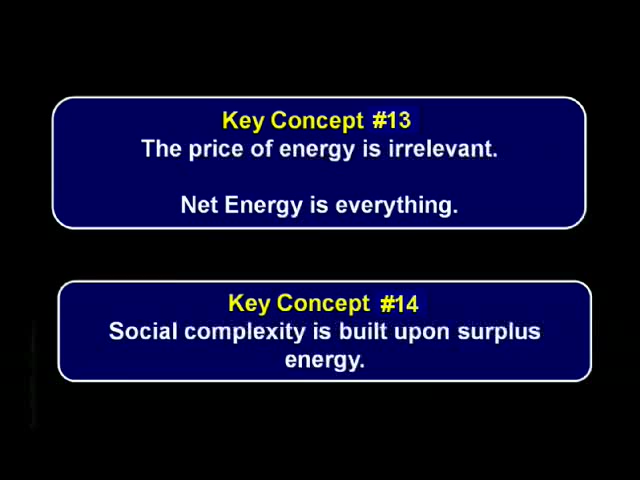 Key Concept #13
The price of energy is irrelevant.
Net Energy is everything.
Key Concept #14
Social complexity is built upon surplus
energy.